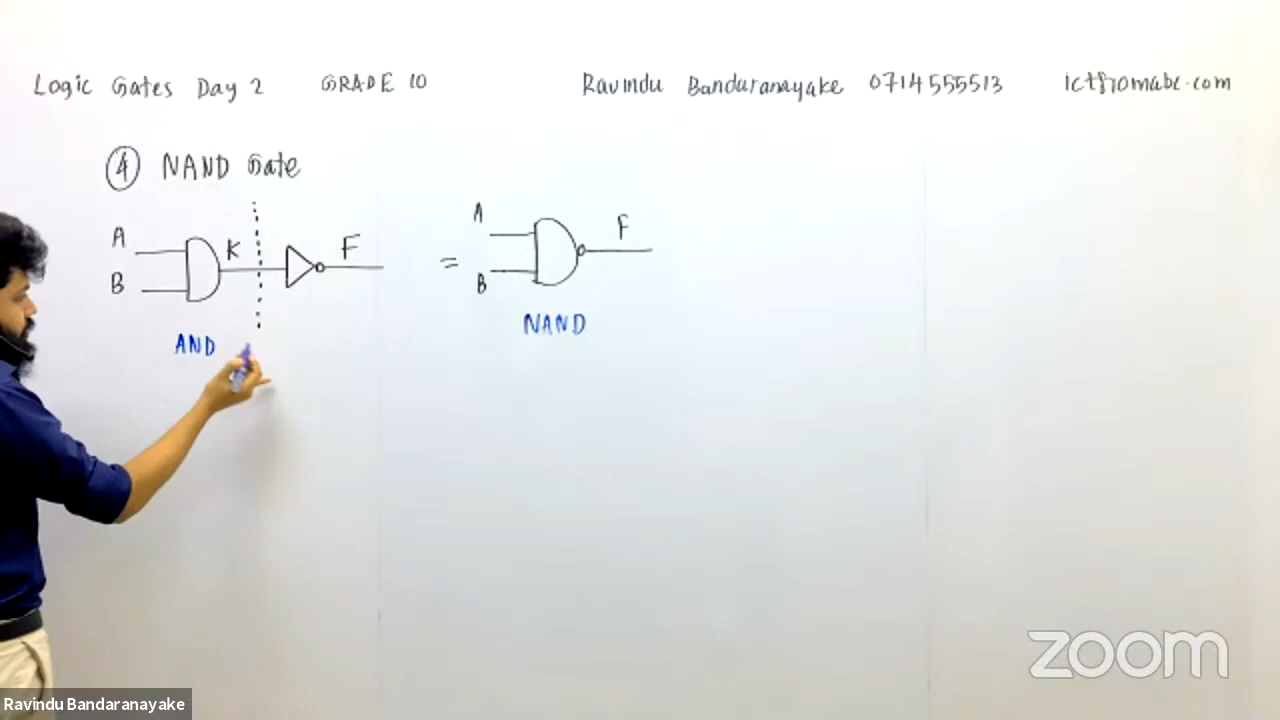 Logic Gates Day 2 GRADE 10 Ravindu Bandaranayake 0714555513 ictfromabc.com
4 NAND Gate
A K F
B
AND
= A F
B
NAND
zoom
Ravindu Bandaranayake